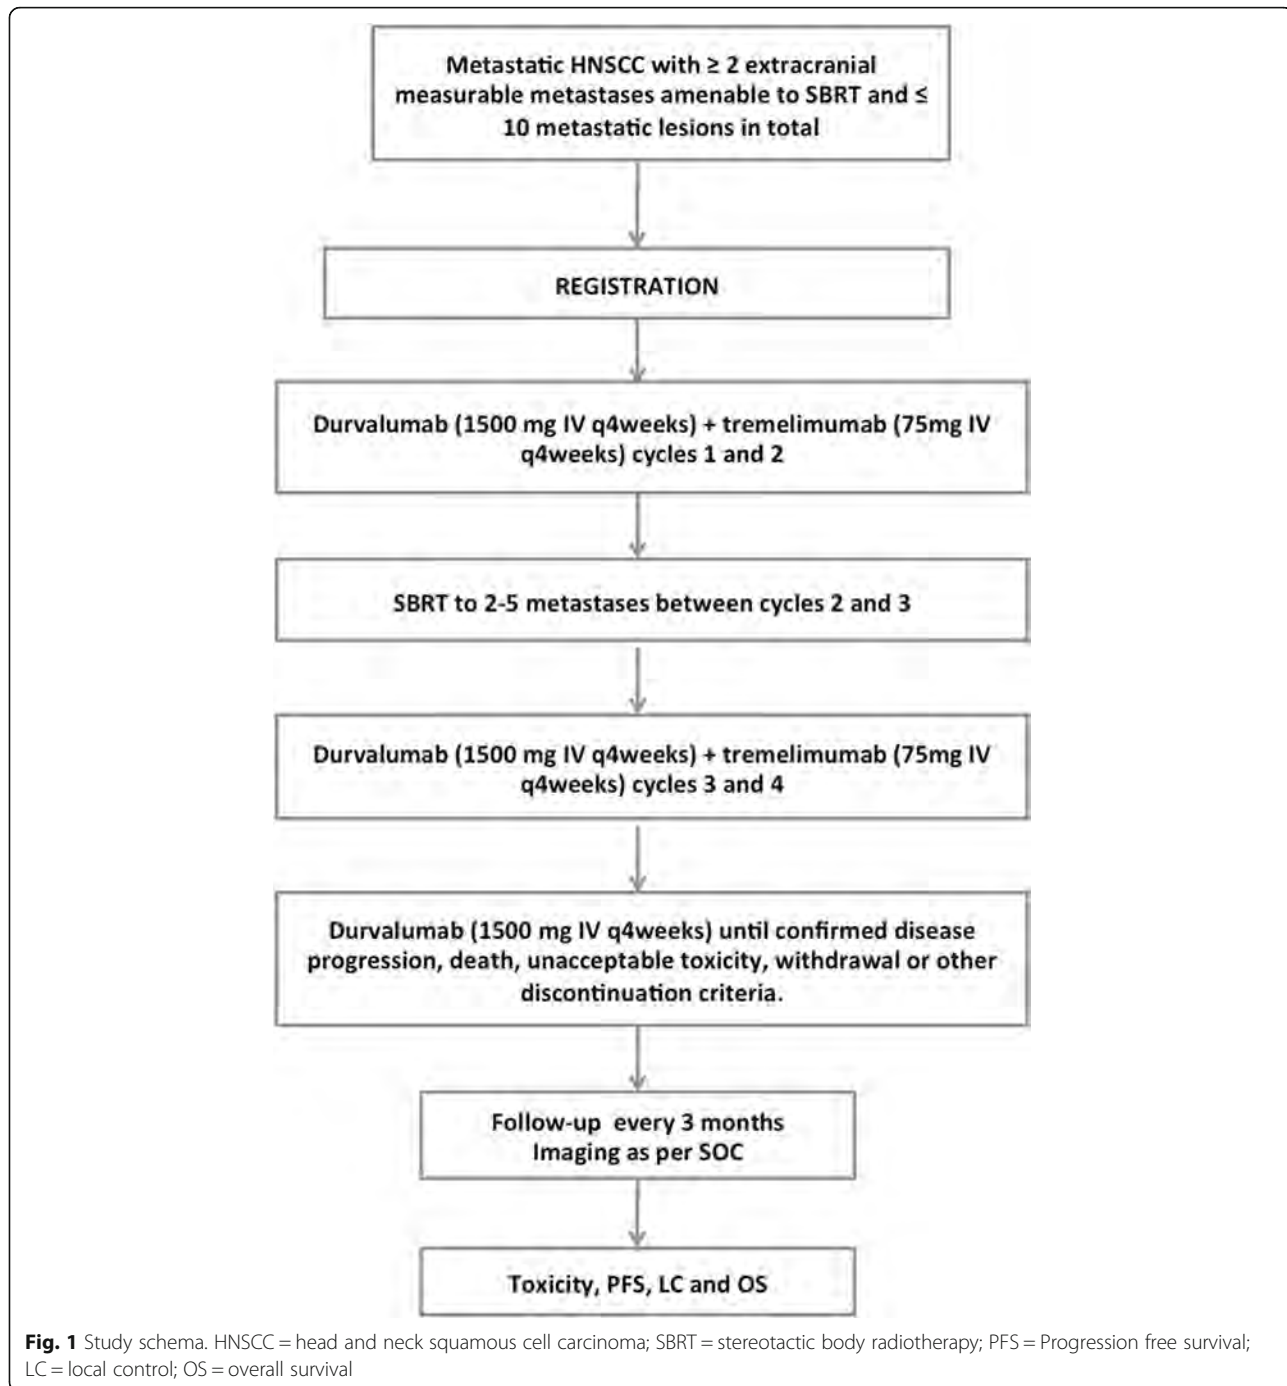 Metastatic HNSCC with ≥ 2 extracranial
measurable metastases amenable to SBRT and ≤
10 metastatic lesions in total
REGISTRATION
Durvalumab (1500 mg IV q4weeks) + tremelimumab (75mg IV
q4weeks) cycles 1 and 2
SBRT to 2-5 metastases between cycles 2 and 3
Durvalumab (1500 mg IV q4weeks) + tremelimumab (75mg IV
q4weeks) cycles 3 and 4
Durvalumab (1500 mg IV q4weeks) until confirmed disease
progression, death, unacceptable toxicity, withdrawal or other
discontinuation criteria.
Follow-up every 3 months
Imaging as per SOC
Toxicity, PFS, LC and OS
Fig. 1 Study schema. HNSCC = head and neck squamous cell carcinoma; SBRT = stereotactic body radiotherapy; PFS = Progression free survival;
LC = local control; OS = overall survival